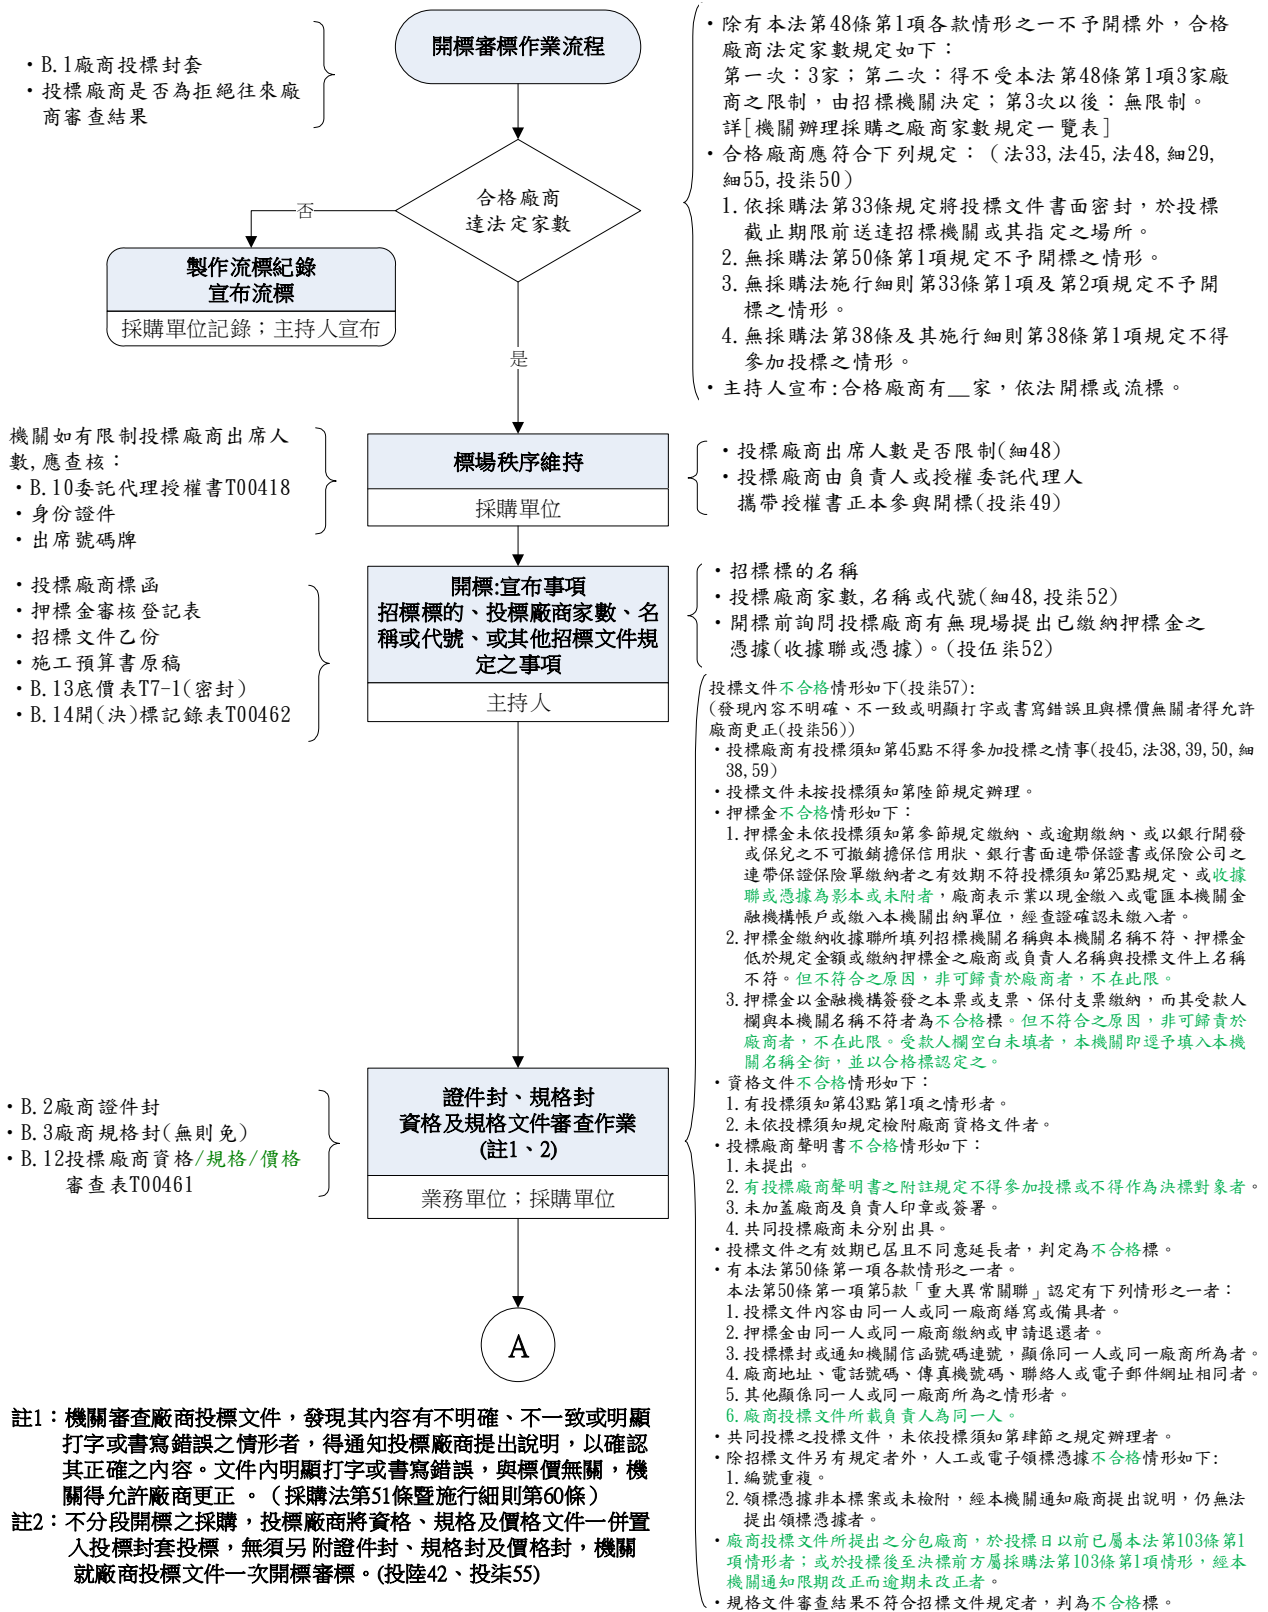 開標審標作業流程
・B.1廠商投標封套
・投標廠商是否為拒絕往來廠
商審查結果
・除有本法第48條第1項各款情形之一不予開標外，合格
廠商法定家數規定如下：
第一次：3家；第二次：得不受本法第48條第1項3家廠
商之限制，由招標機關決定；第3次以後：無限制。
詳[機關辦理採購之廠商家數規定一覽表]
・合格廠商應符合下列規定：（法33,法45,法48,細29,
細55,投柒50）
1.依採購法第33條規定將投標文件書面密封，於投標
截止期限前送達招標機關或其指定之場所。
2.無採購法第50條第1項規定不予開標之情形。
3.無採購法施行細則第33條第1項及第2項規定不予開
標之情形。
4.無採購法第38條及其施行細則第38條第1項規定不得
參加投標之情形。
・主持人宣布:合格廠商有__家，依法開標或流標。
合格廠商
達法定家數
否
製作流標紀錄
宣布流標
採購單位記錄；主持人宣布
是
機關如有限制投標廠商出席人
數,應查核：
・B.10委託代理授權書T00418
・身份證件
・出席號碼牌
標場秩序維持
採購單位
・投標廠商出席人數是否限制(細48)
・投標廠商由負責人或授權委託代理人
攜帶授權書正本參與開標(投柒49)
・投標廠商標函
・押標金審核登記表
・招標文件乙份
・施工預算書原稿
・B.13底價表T7-1(密封)
・B.14開(決)標記錄表T00462
開標:宣布事項
招標標的、投標廠商家數、名
稱或代號、或其他招標文件規
定之事項
主持人
・招標標的名稱
・投標廠商家數,名稱或代號(細48,投柒52)
・開標前詢問投標廠商有無現場提出已繳納押標金之
憑據(收據聯或憑據)。(投伍柒52)
投標文件不合格情形如下(投柒57):
(發現內容不明確、不一致或明顯打字或書寫錯誤且與標價無關者得允許
廠商更正(投柒56))
・投標廠商有投標須知第45點不得參加投標之情事(投45,法38,39,50,細
38,59)
・投標文件未按投標須知第陸節規定辦理。
・押標金不合格情形如下：
1.押標金未依投標須知第參節規定繳納、或逾期繳納、或以銀行開發
或保兌之不可撤銷擔保信用狀、銀行書面連帶保證書或保險公司之
連帶保證保險單繳納者之有效期不符投標須知第25點規定、或收據
聯或憑據為影本或未附者，廠商表示業以現金繳入或電匯本機關金
融機構帳戶或繳入本機關出納單位，經查證確認未繳入者。
2.押標金繳納收據聯所填列招標機關名稱與本機關名稱不符、押標金
低於規定金額或繳納押標金之廠商或負責人名稱與投標文件上名稱
不符。但不符合之原因，非可歸責於廠商者，不在此限。
3.押標金以金融機構簽發之本票或支票、保付支票繳納，而其受款人
欄與本機關名稱不符者為不合格標。但不符合之原因，非可歸責於
廠商者，不在此限。受款人欄空白未填者，本機關即逕予填入本機
關名稱全銜，並以合格標認定之。
・資格文件不合格情形如下：
1.有投標須知第43點第1項之情形者。
2.未依投標須知規定檢附廠商資格文件者。
・投標廠商聲明書不合格情形如下：
1.未提出。
2.有投標廠商聲明書之附註規定不得參加投標或不得作為決標對象者。
3.未加蓋廠商及負責人印章或簽署。
4.共同投標廠商未分別出具。
・投標文件之有效期已屆且不同意延長者，判定為不合格標。
・有本法第50條第一項各款情形之一者。
本法第50條第一項第5款「重大異常關聯」認定有下列情形之一者：
1.投標文件內容由同一人或同一廠商繕寫或備具者。
2.押標金由同一人或同一廠商繳納或申請退還者。
3.投標標封或通知機關信函號碼連號，顯係同一人或同一廠商所為者。
4.廠商地址、電話號碼、傳真機號碼、聯絡人或電子郵件網址相同者。
5.其他顯係同一人或同一廠商所為之情形者。
6.廠商投標文件所載負責人為同一人。
・共同投標之投標文件，未依投標須知第肆節之規定辦理者。
・除招標文件另有規定者外，人工或電子領標憑據不合格情形如下:
1.編號重複。
2.領標憑據非本標案或未檢附，經本機關通知廠商提出說明，仍無法
提出領標憑據者。
・廠商投標文件所提出之分包廠商，於投標日以前已屬本法第103條第1
項情形者；或於投標後至決標前方屬採購法第103條第1項情形，經本
機關通知限期改正而逾期未改正者。
・規格文件審查結果不符合招標文件規定者，判為不合格標。
・B.2廠商證件封
・B.3廠商規格封(無則免)
・B.12投標廠商資格/規格/價格
審查表T00461
證件封、規格封
資格及規格文件審查作業
(註1、2)
業務單位；採購單位
A
註1：機關審查廠商投標文件，發現其內容有不明確、不一致或明顯
打字或書寫錯誤之情形者，得通知投標廠商提出說明，以確認
其正確之內容。文件內明顯打字或書寫錯誤，與標價無關，機
關得允許廠商更正 。（採購法第51條暨施行細則第60條）
註2：不分段開標之採購，投標廠商將資格、規格及價格文件一併置
入投標封套投標，無須另附證件封、規格封及價格封，機關
就廠商投標文件一次開標審標。(投陸42、投柒55)